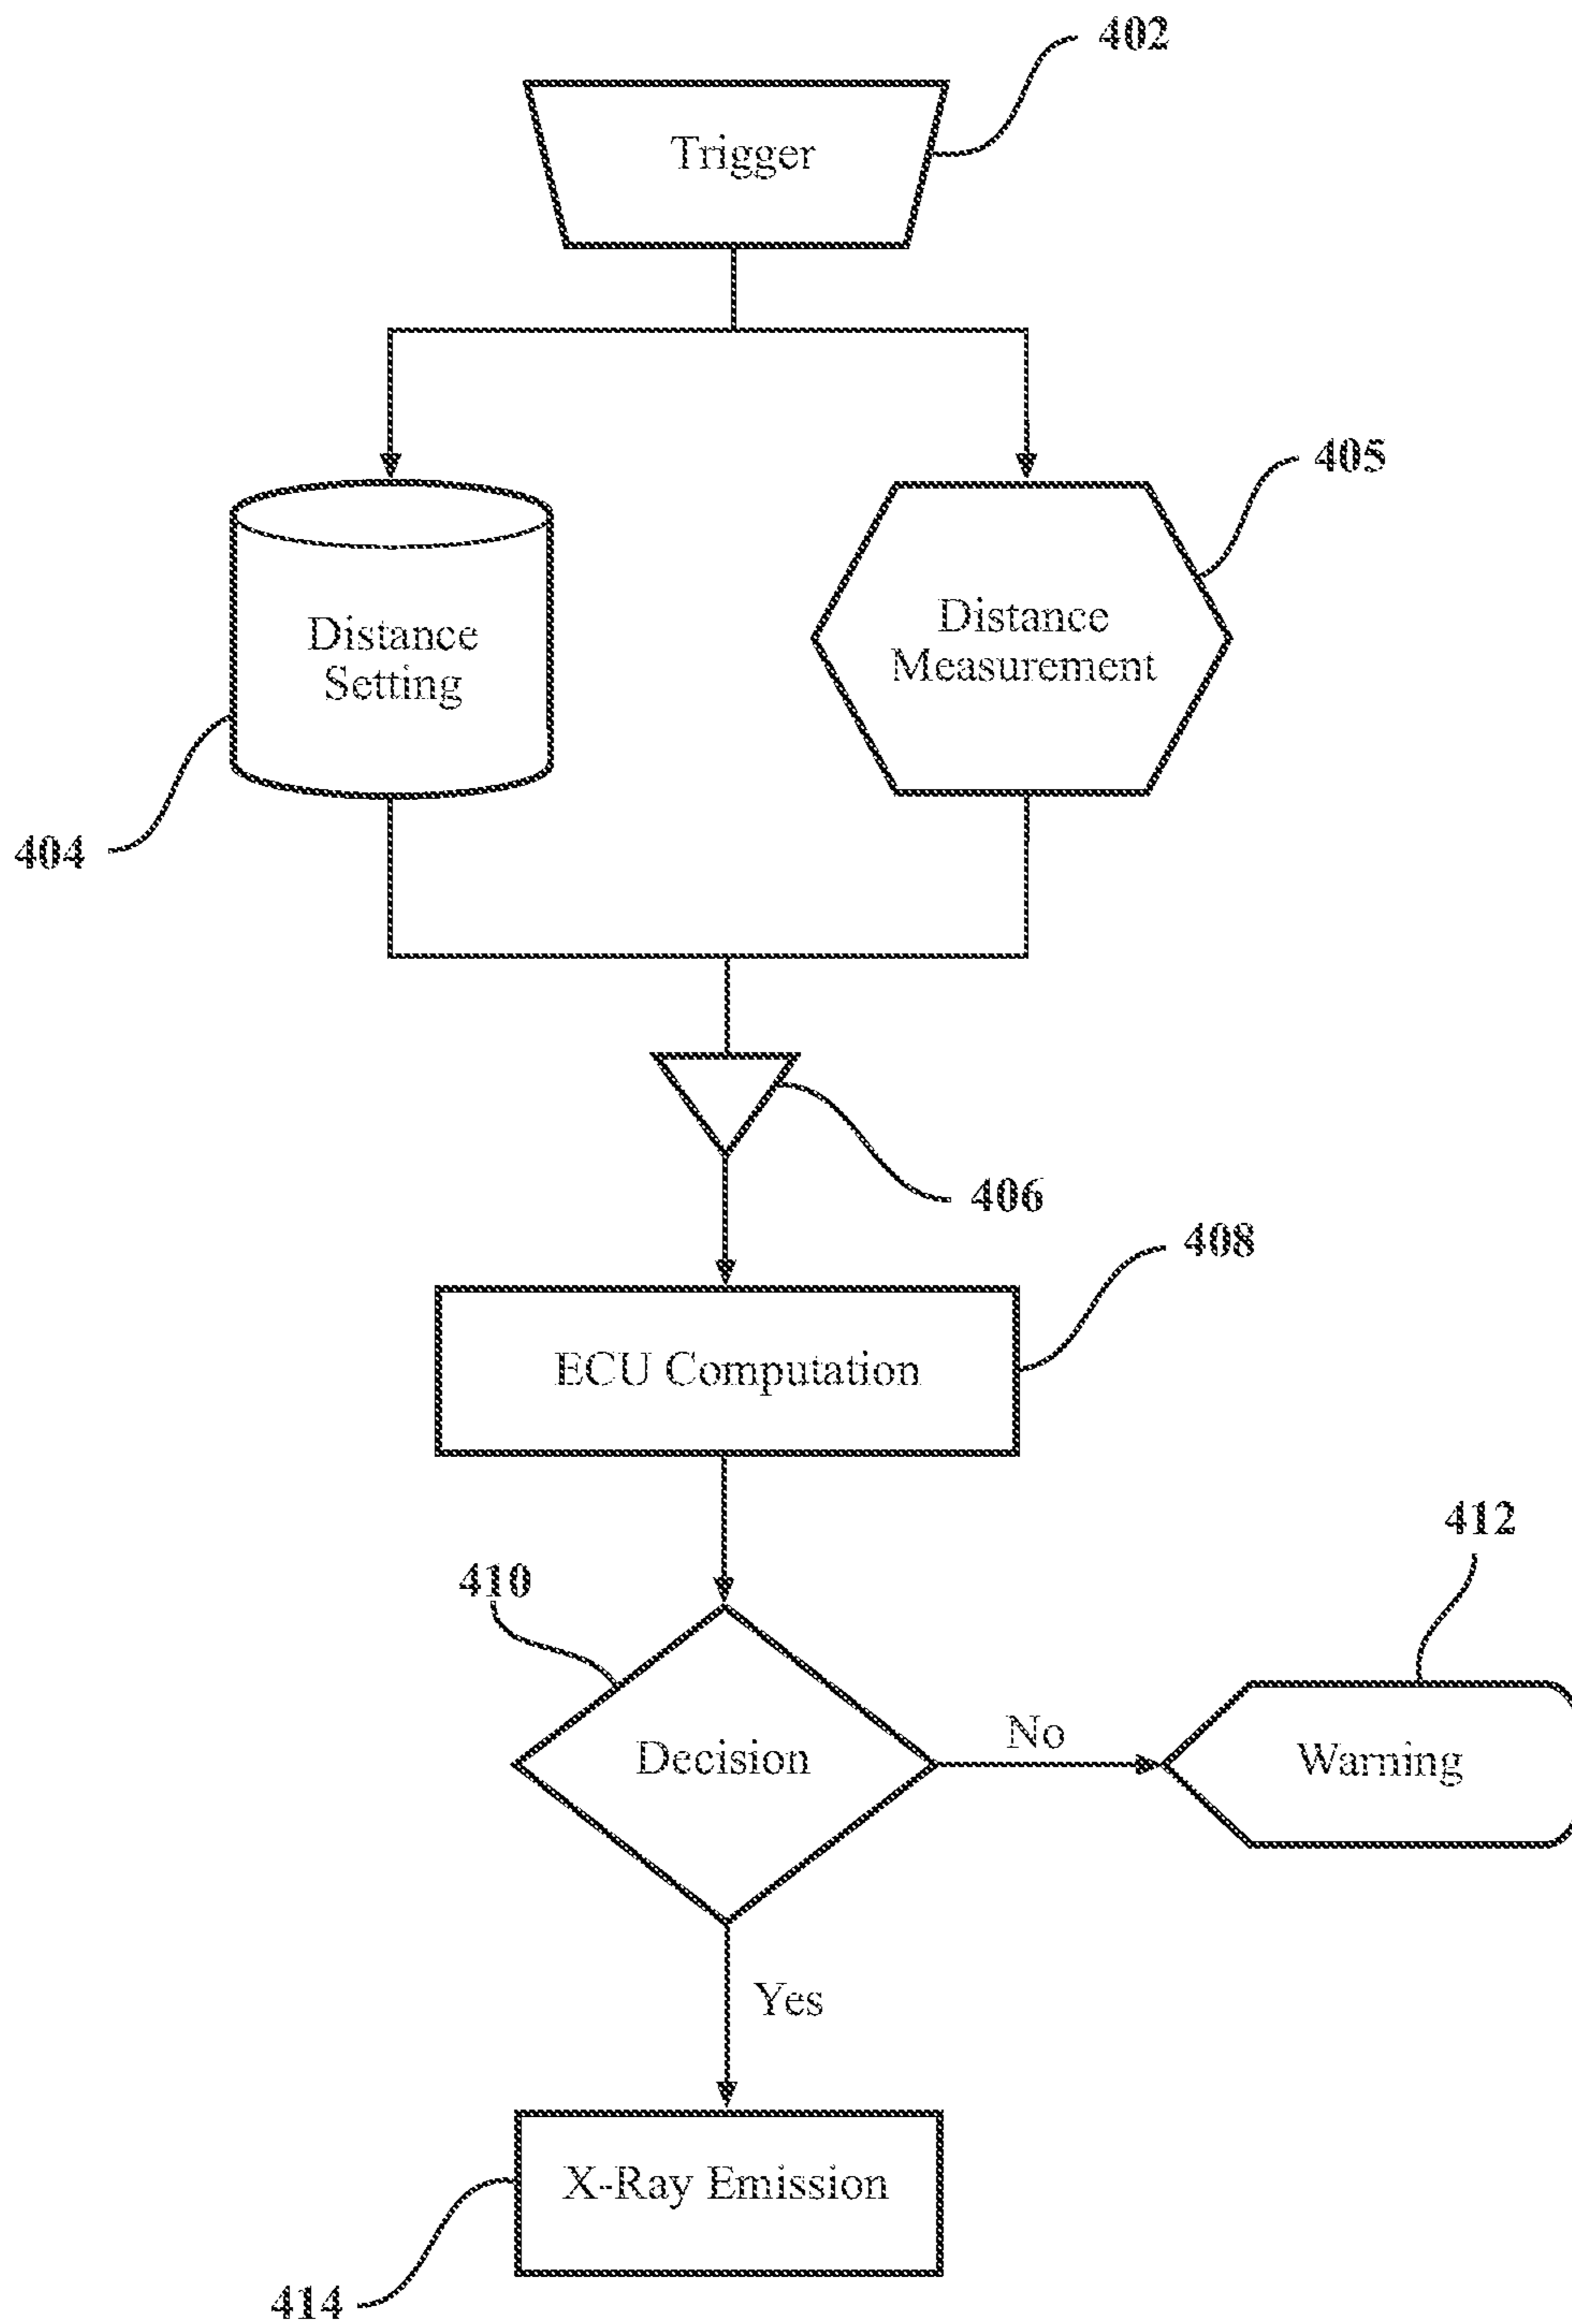 402
Trigger
405
Distance
Setting
Distance
Measurement
404
406
408
ECU Computation
412
410
Decision
No
Warning
Yes
X-Ray Emission
414